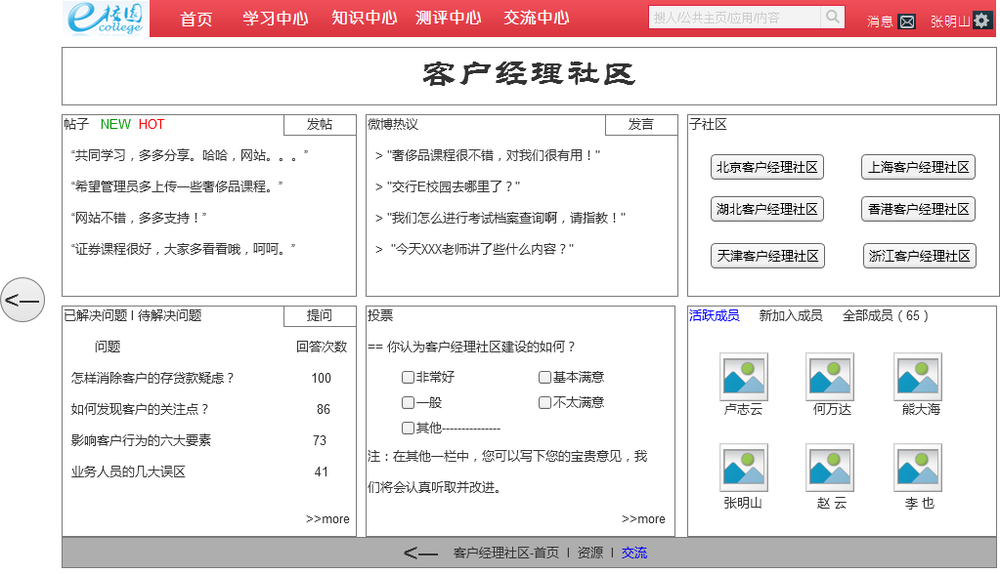 e校园 college
首页 学习中心 知识中心 测评中心 交流中心 搜人/公共主页/应用/内容 消息 张明山
客户经理社区
帖子 NEW HOT 发帖
“共同学习，多多分享。哈哈，网站。。。”
“希望管理员多上传一些奢侈品课程。”
“网站不错，多多支持！”
“证券课程很好，大家多看看哦，呵呵。”
微博热议 发言
> "奢侈品课程很不错，对我们很有用！"
> "交行E校园去哪里了？"
> "我们怎么进行考试档案查询啊，请指教！"
> "今天XXX老师讲了些什么内容？"
子社区
北京客户经理社区 上海客户经理社区
湖北客户经理社区 香港客户经理社区
天津客户经理社区 浙江客户经理社区
已解决问题 I 待解决问题 提问
问题 回答次数
怎样消除客户的存贷款疑虑？ 100
如何发现客户的关注点？ 86
影响客户行为的六大要素 73
业务人员的几大误区 41
>>more
投票
== 你认为客户经理社区建设的如何？
非常好 基本满意
一般 不太满意
其他---------------
注：在其他一栏中，您可以写下您的宝贵意见，我
们将会认真听取并改进。
>>more
活跃成员 新加入成员 全部成员（65）
卢志云 何万达 熊大海
张明山 赵 云 李 也
客户经理社区-首页 I 资源 I 交流